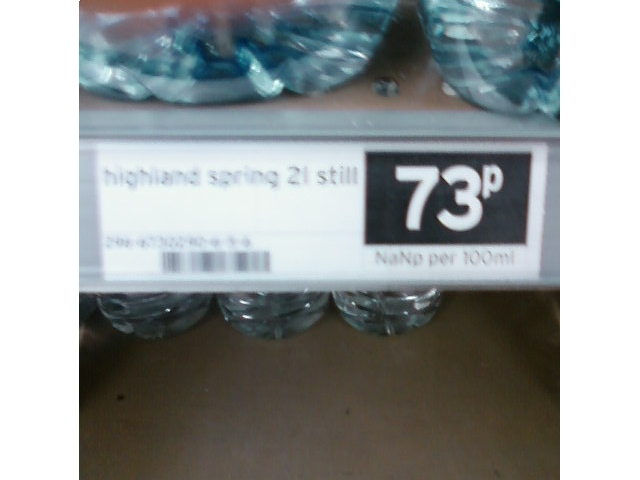 highland spring 2l still
73p
NaNp per 100ml